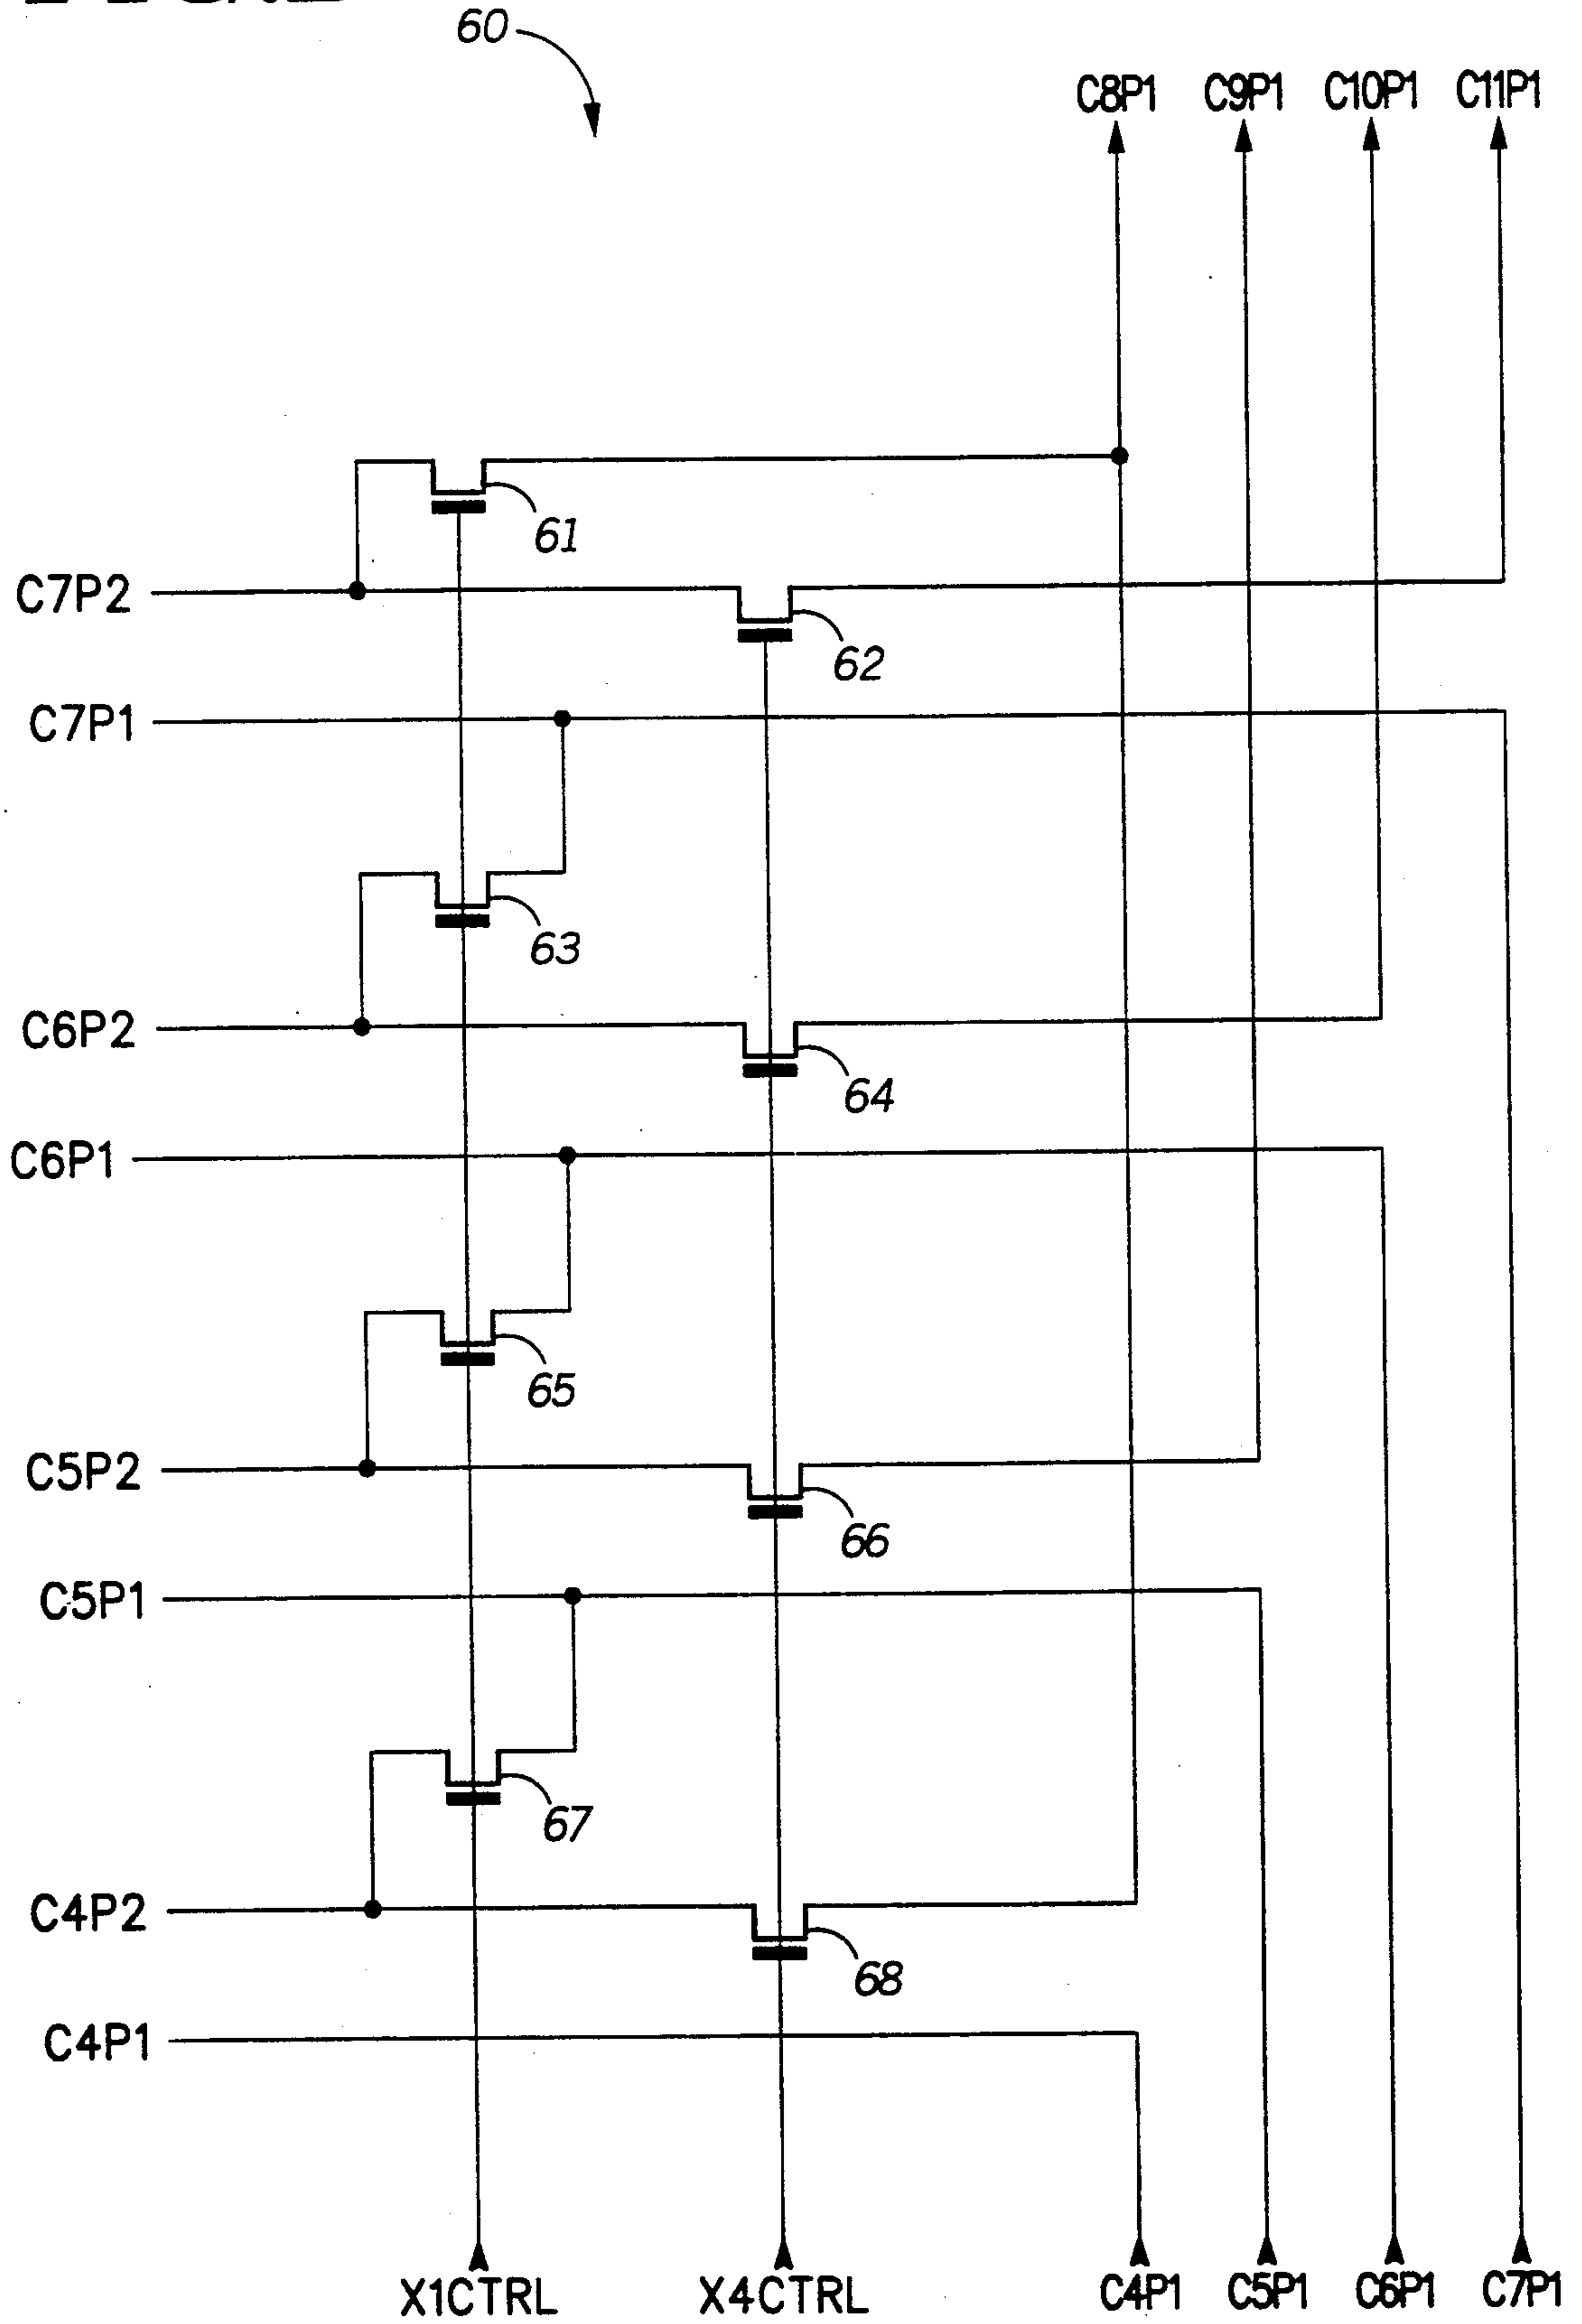 60
C8P1 C9P1 C10P1 C11P1
61
C7P2
62
C7P1
63
C6P2
64
C6P1
65
C5P2
66
C5P1
67
C4P2
68
C4P1
X1CTRL X4CTRL C4P1 C5P1 C6P1 C7P1